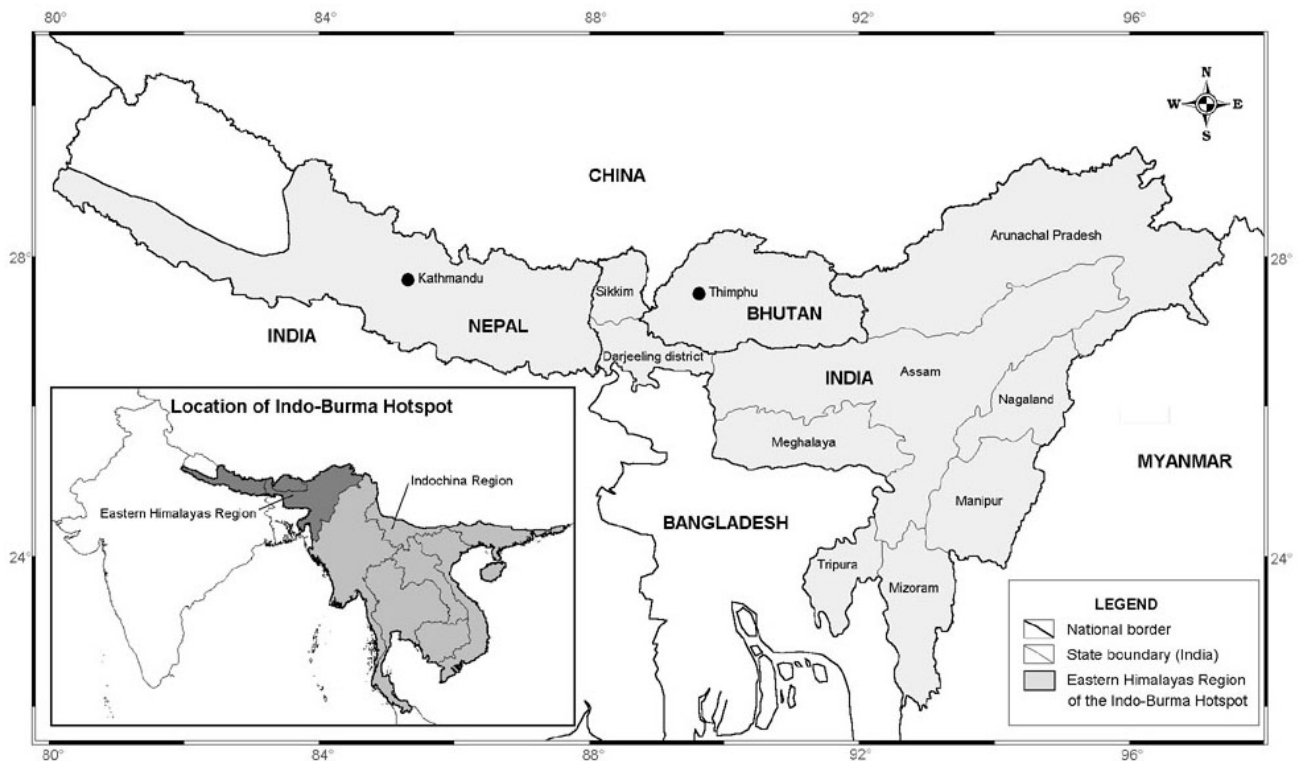 80°
84°
88°
92°
96°
N
W E
S
CHINA
Arunachal Pradesh
28°
28°
Kathmandu
Sikkim
Thimphu
NEPAL
BHUTAN
INDIA
Darjeeling district
INDIA
Assam
Nagaland
Location of Indo-Burma Hotspot
Meghalaya
MYANMAR
Indochina Region
Manipur
Eastern Himalayas Region
BANGLADESH
24°
24°
Tripura
Mizoram
LEGEND
National border
State boundary (India)
Eastern Himalayas Region
of the Indo-Burma Hotspot
80°
84°
88°
92°
96°